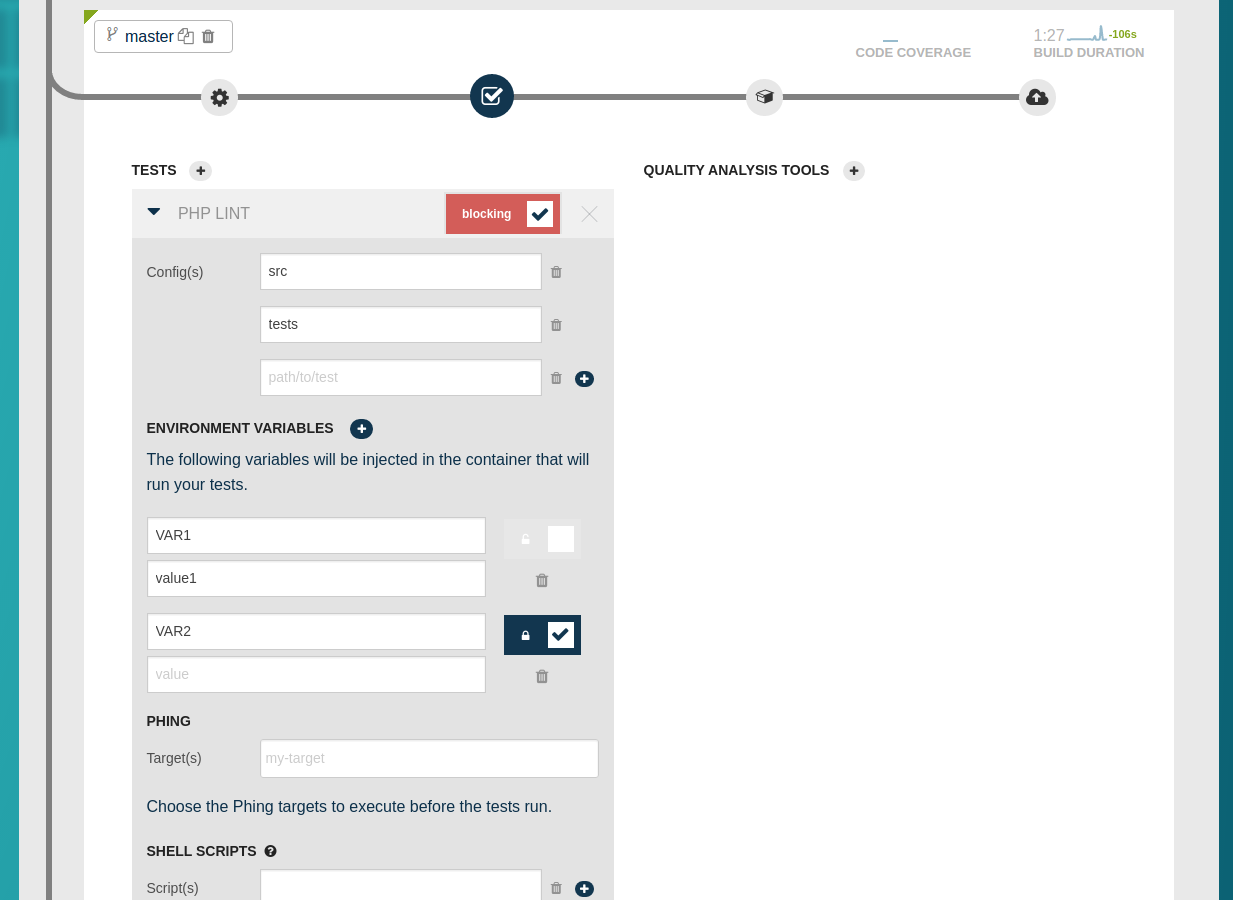 master
1:27 -106s
CODE COVERAGE
BUILD DURATION
TESTS
QUALITY ANALYSIS TOOLS
PHP LINT
blocking
Config(s)
src
tests
path/to/test
ENVIRONMENT VARIABLES
The following variables will be injected in the container that will
run your tests.
VAR1
value1
VAR2
value
PHING
Target(s)
my-target
Choose the Phing targets to execute before the tests run.
SHELL SCRIPTS
Script(s)